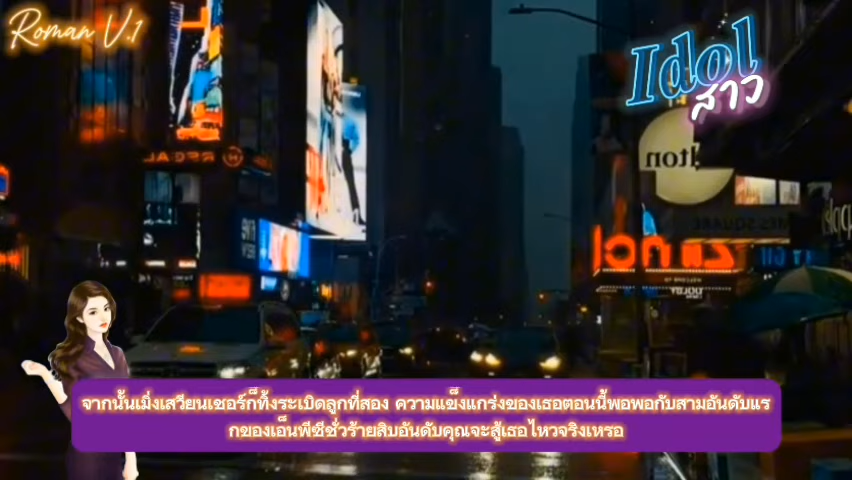 Roman V.1
Idol
สาว
จากนั้นเมิ่งเสวียนเชอร์ก็ทิ้งระเบิดลูกที่สอง ความแข็งแกร่งของเธอตอนนี้พอพอกับสามอันดับแร
กของเอ็นพีซีชั่วร้ายสิบอันดับคุณจะสู้เธอไหวจริงเหรอ